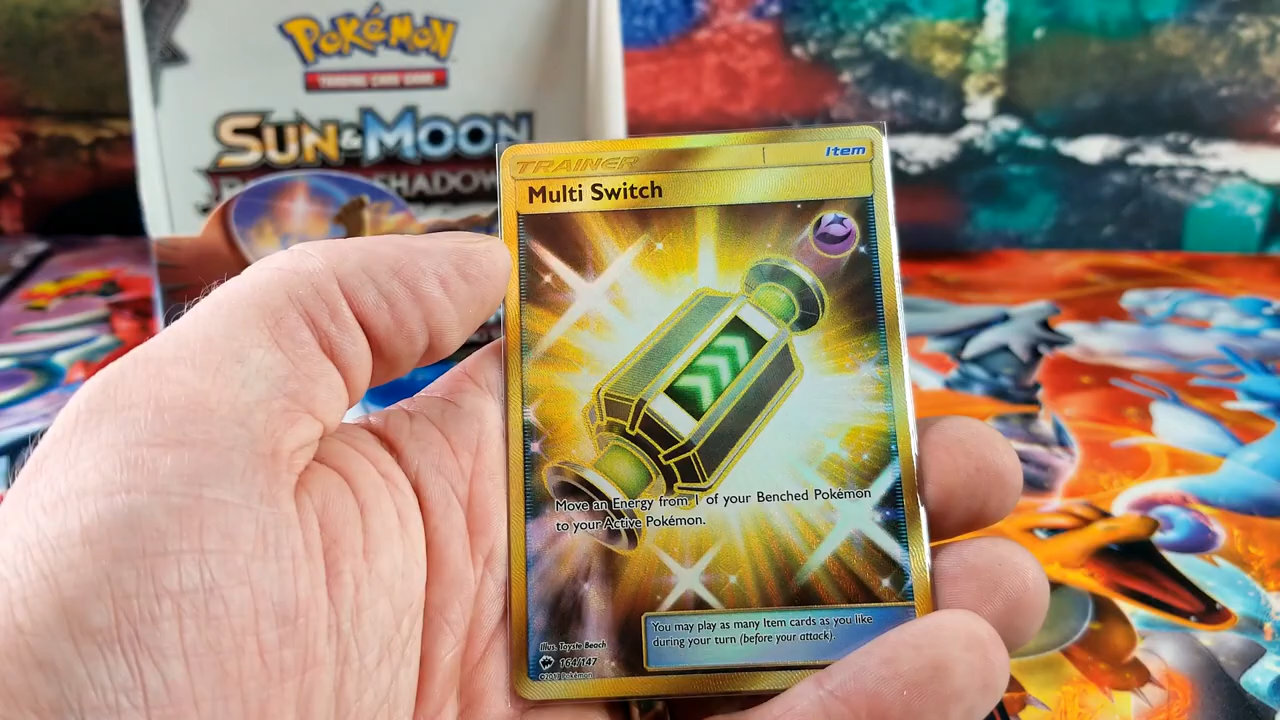 Pokémon
TRADING CARD GAME
SUN & MOON
SHADOW
TRAINER
Item
Multi Switch
Move an Energy from 1 of your Benched Pokémon
to your Active Pokémon.
You may play as many Item cards as you like
during your turn (before your attack).
Illus. Toyste Beach
164/147
©2017 Pokémon